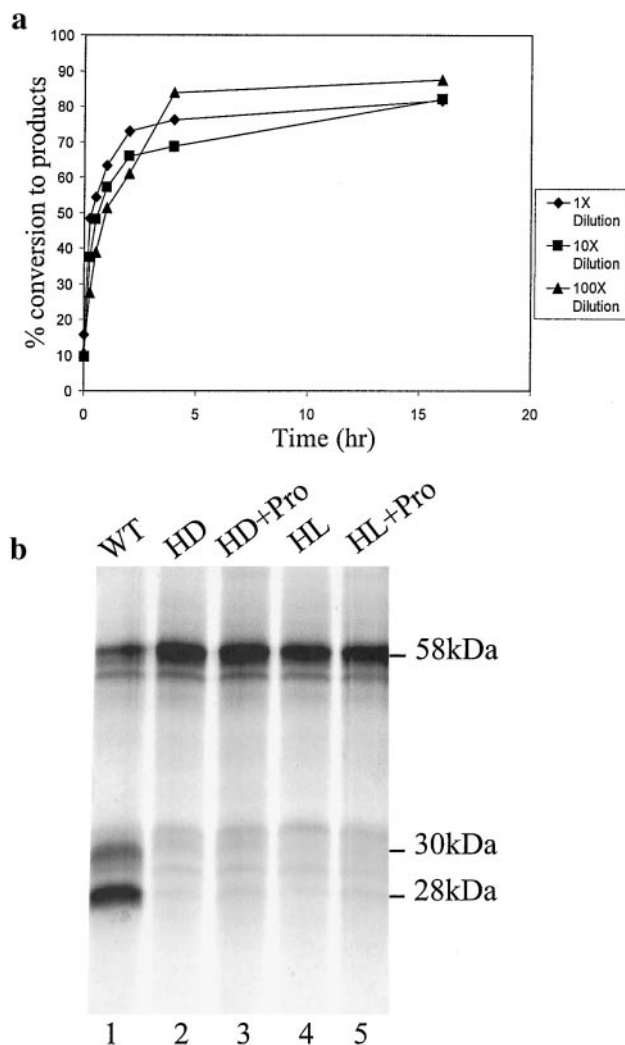 a
100
90
80
70
60
50
40
30
20
10
0
% conversion to products
0 5 10 15 20
Time (hr)
1X
Dilution
10X
Dilution
100X
Dilution
b
WT HD HD+Pro HL HL+Pro
58kDa
30kDa
28kDa
1 2 3 4 5